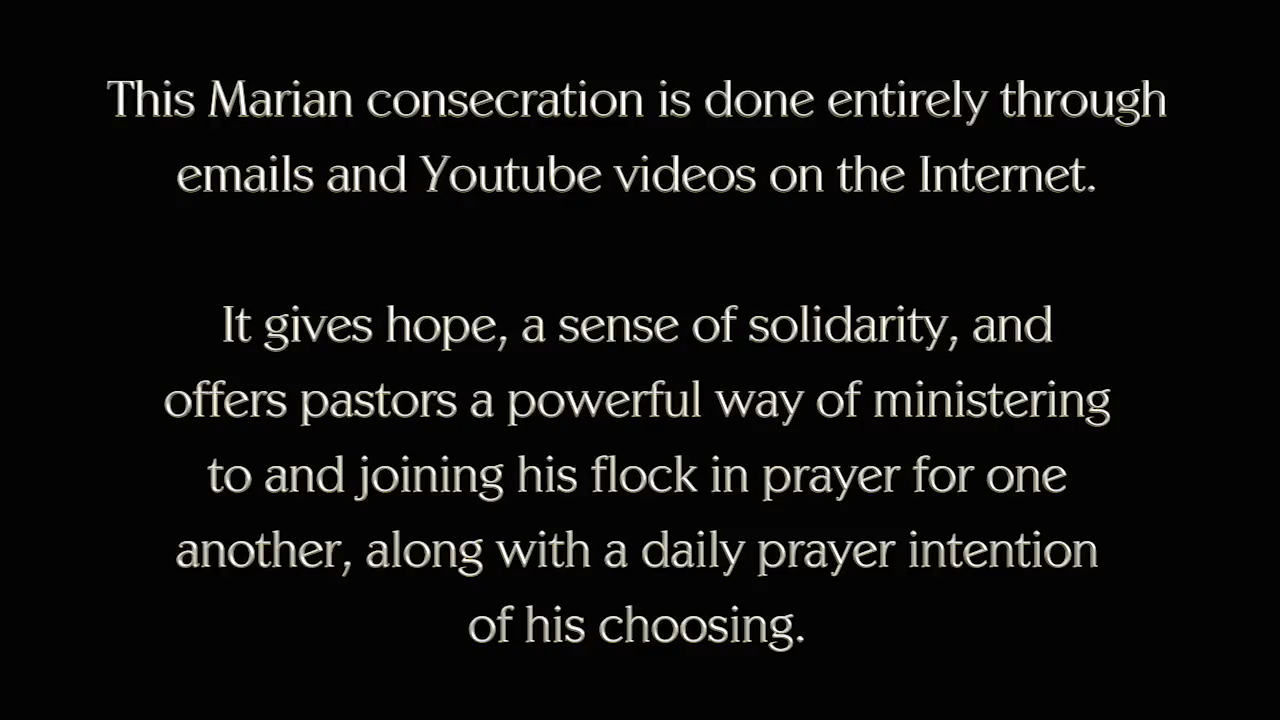 This Marian consecration is done entirely through
emails and Youtube videos on the Internet.
It gives hope, a sense of solidarity, and
offers pastors a powerful way of ministering
to and joining his flock in prayer for one
another, along with a daily prayer intention
of his choosing.